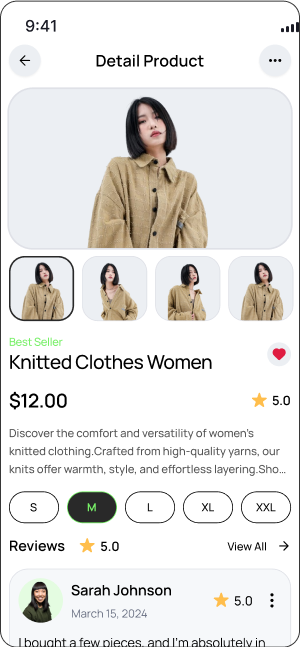 9:41
Detail Product
Best Seller
Knitted Clothes Women
$12.00
5.0
Discover the comfort and versatility of women's
knitted clothing.Crafted from high-quality yarns, our
knits offer warmth, style, and effortless layering.Sho...
S
M
L
XL
XXL
Reviews
5.0
View All
Sarah Johnson
5.0
March 15, 2024
I bought a few pieces, and I'm absolutely in